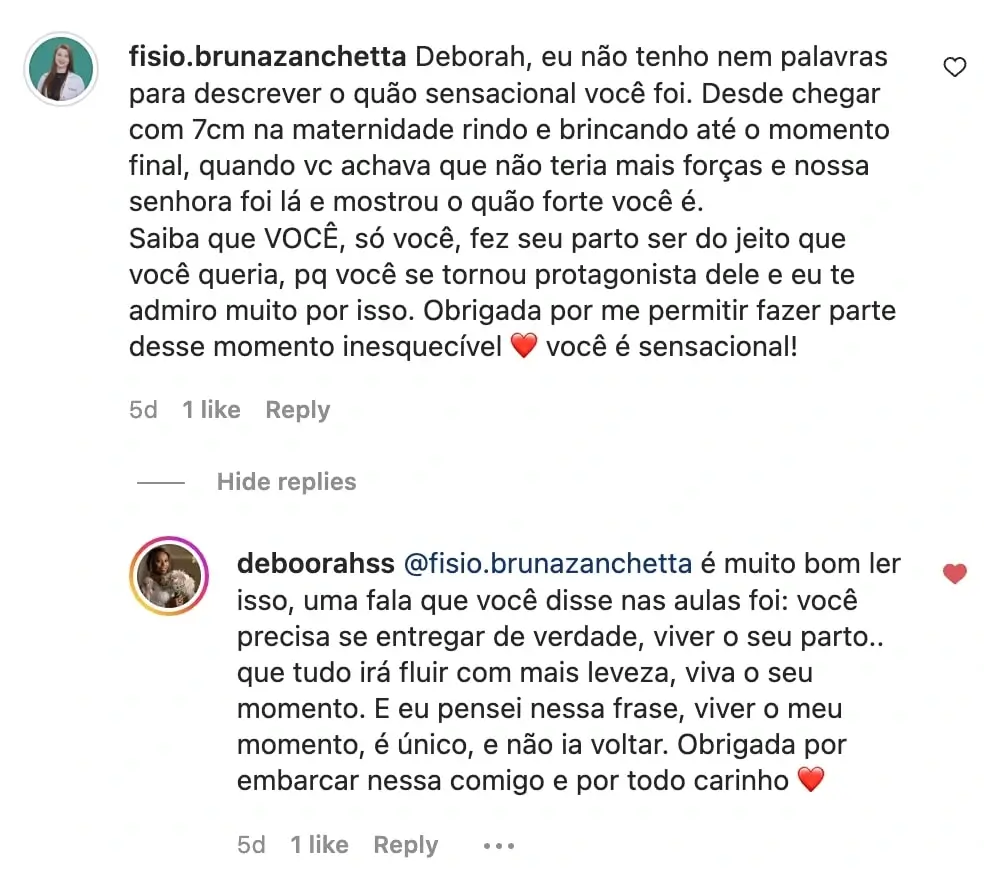 fisio.brunazanchetta Deborah, eu não tenho nem palavras
para descrever o quão sensacional você foi. Desde chegar
com 7cm na maternidade rindo e brincando até o momento
final, quando vc achava que não teria mais forças e nossa
senhora foi lá e mostrou o quão forte você é.
Saiba que VOCÊ, só você, fez seu parto ser do jeito que
você queria, pq você se tornou protagonista dele e eu te
admiro muito por isso. Obrigada por me permitir fazer parte
desse momento inesquecível ❤️ você é sensacional!
5d 1 like Reply
Hide replies
deboorahss @fisio.brunazanchetta é muito bom ler
isso, uma fala que você disse nas aulas foi: você
precisa se entregar de verdade, viver o seu parto..
que tudo irá fluir com mais leveza, viva o seu
momento. E eu pensei nessa frase, viver o meu
momento, é único, e não ia voltar. Obrigada por
embarcar nessa comigo e por todo carinho ❤️
5d 1 like Reply ...